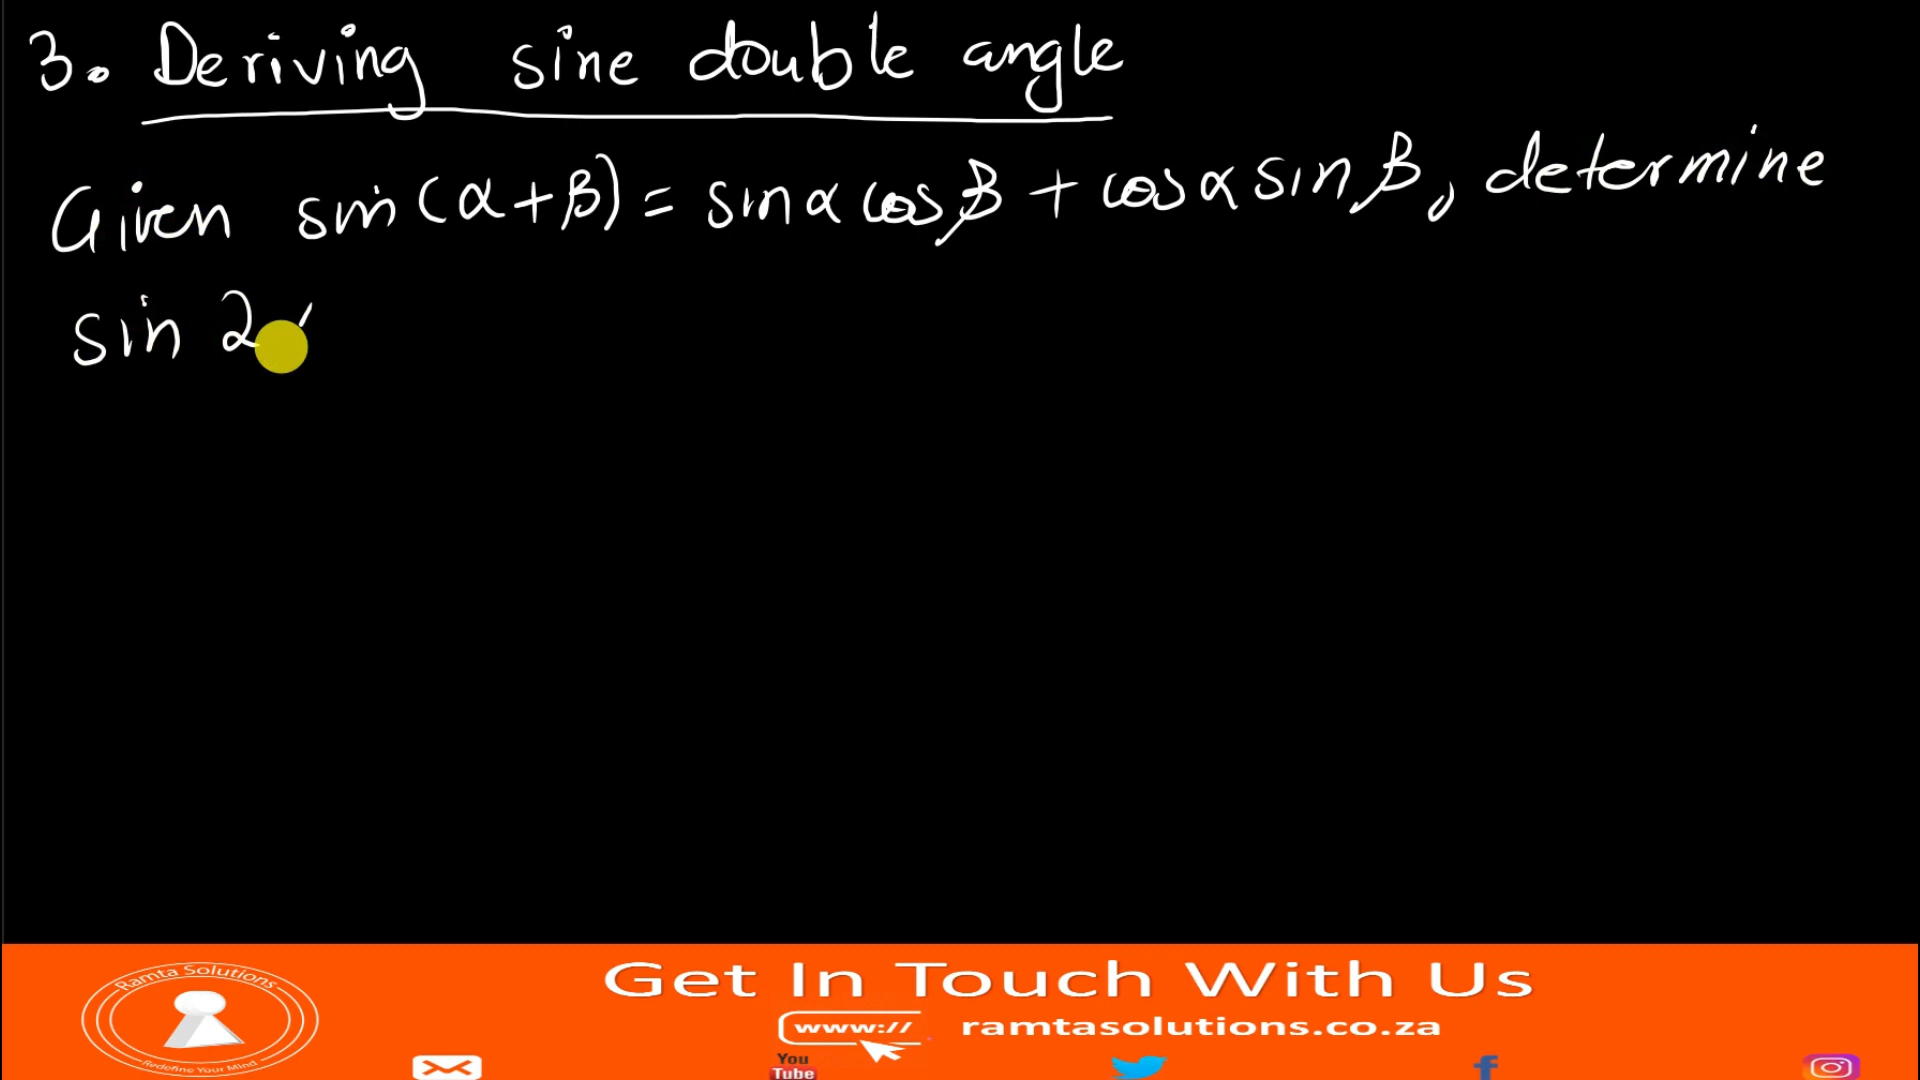 3. Deriving sine double angle
Given sin(α+β) = sinα cosβ + cosα sinβ, determine
sin 2
Get In Touch With Us
www:// ramtasolutions.co.za
Ramta Solutions
Redefine Your Mind
You
Tube